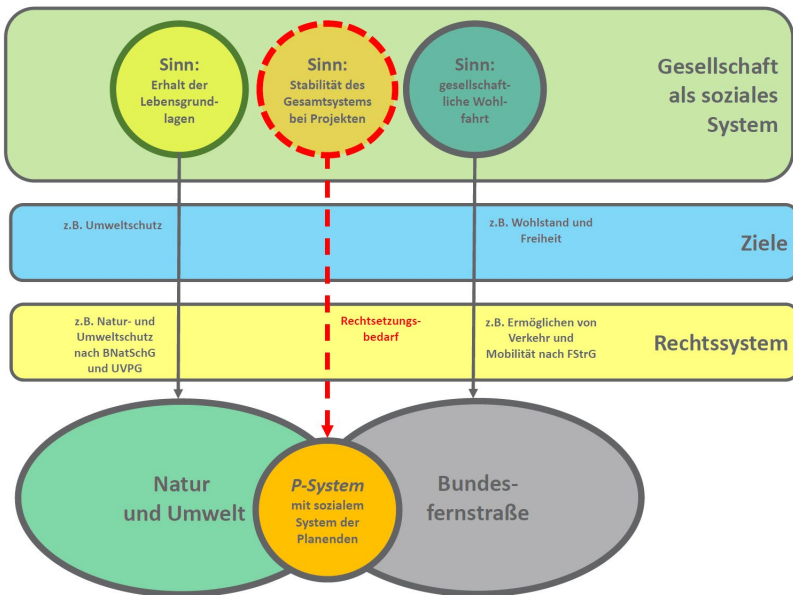 Sinn:
Erhalt der
Lebensgrund-
lagen
Sinn:
Stabilität des
Gesamtsystems
bei Projekten
Sinn:
gesellschaft-
liche Wohl-
fahrt
Gesellschaft
als soziales
System
z.B. Umweltschutz
z.B. Wohlstand und
Freiheit
Ziele
z.B. Natur- und
Umweltschutz
nach BNatSchG
und UVPG
Rechtsetzungs-
bedarf
z.B. Ermöglichen von
Verkehr und
Mobilität nach FStrG
Rechtssystem
Natur
und Umwelt
P-System
mit sozialem
System der
Planenden
Bundes-
fernstraße